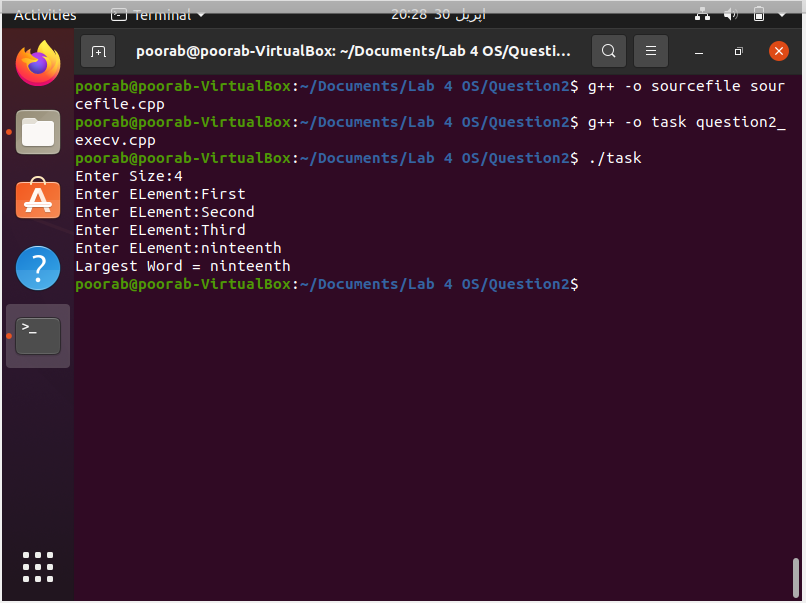 Activities Terminal 20:28 30 اپریل
poorab@poorab-VirtualBox: ~/Documents/Lab 4 OS/Questi...
poorab@poorab-VirtualBox:~/Documents/Lab 4 OS/Question2$ g++ -o sourcefile sour
cefile.cpp
poorab@poorab-VirtualBox:~/Documents/Lab 4 OS/Question2$ g++ -o task question2_
execv.cpp
poorab@poorab-VirtualBox:~/Documents/Lab 4 OS/Question2$ ./task
Enter Size:4
Enter ELement:First
Enter ELement:Second
Enter ELement:Third
Enter ELement:ninteenth
Largest Word = ninteenth
poorab@poorab-VirtualBox:~/Documents/Lab 4 OS/Question2$